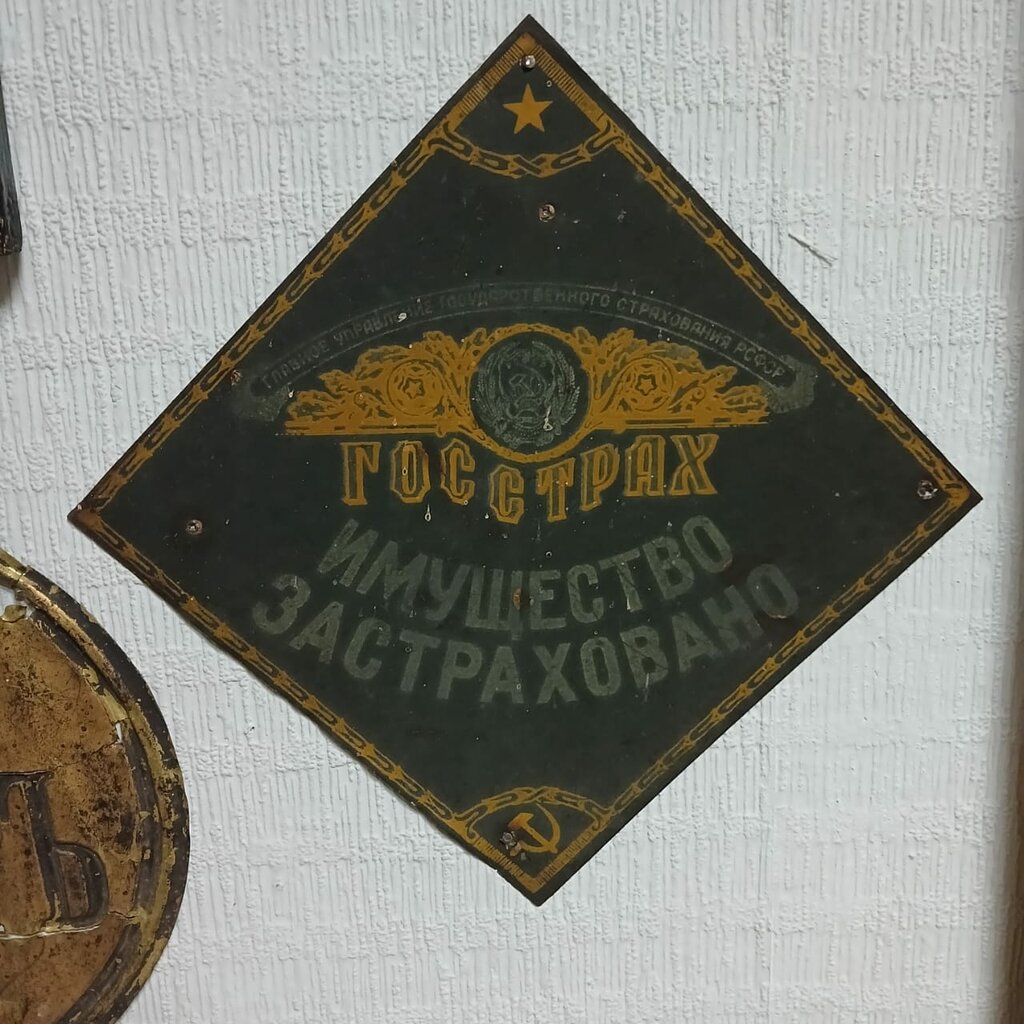 ГЛАВНОЕ УПРАВЛЕНИЕ ГОСУДАРСТВЕННОГО СТРАХОВАНИЯ РСФСР
ГОССТРАХ
ИМУЩЕСТВО
ЗАСТРАХОВАНО